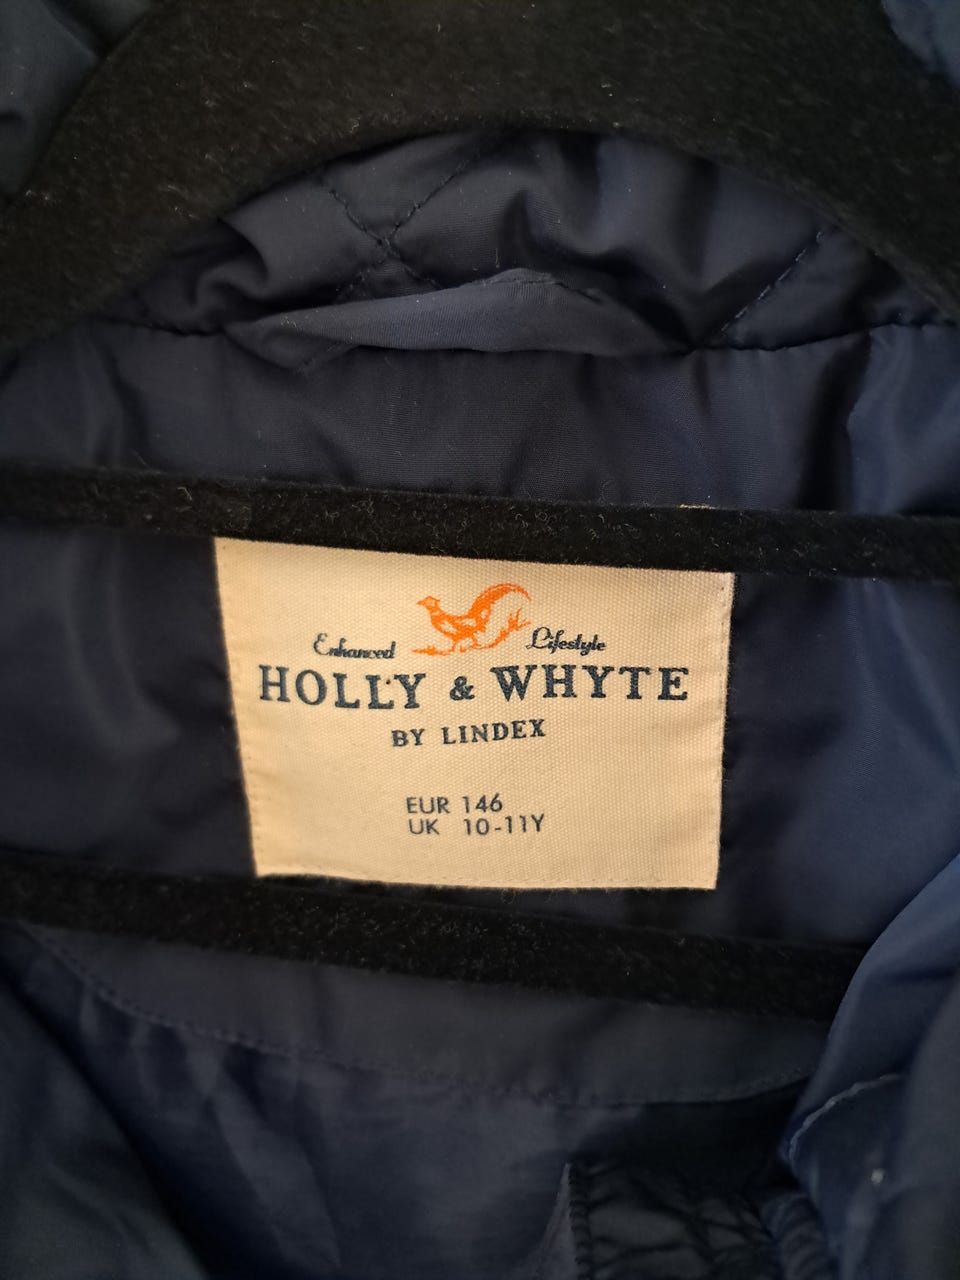 Enhanced Lifestyle
HOLLY & WHYTE
BY LINDEX
EUR 146
UK 10-11Y